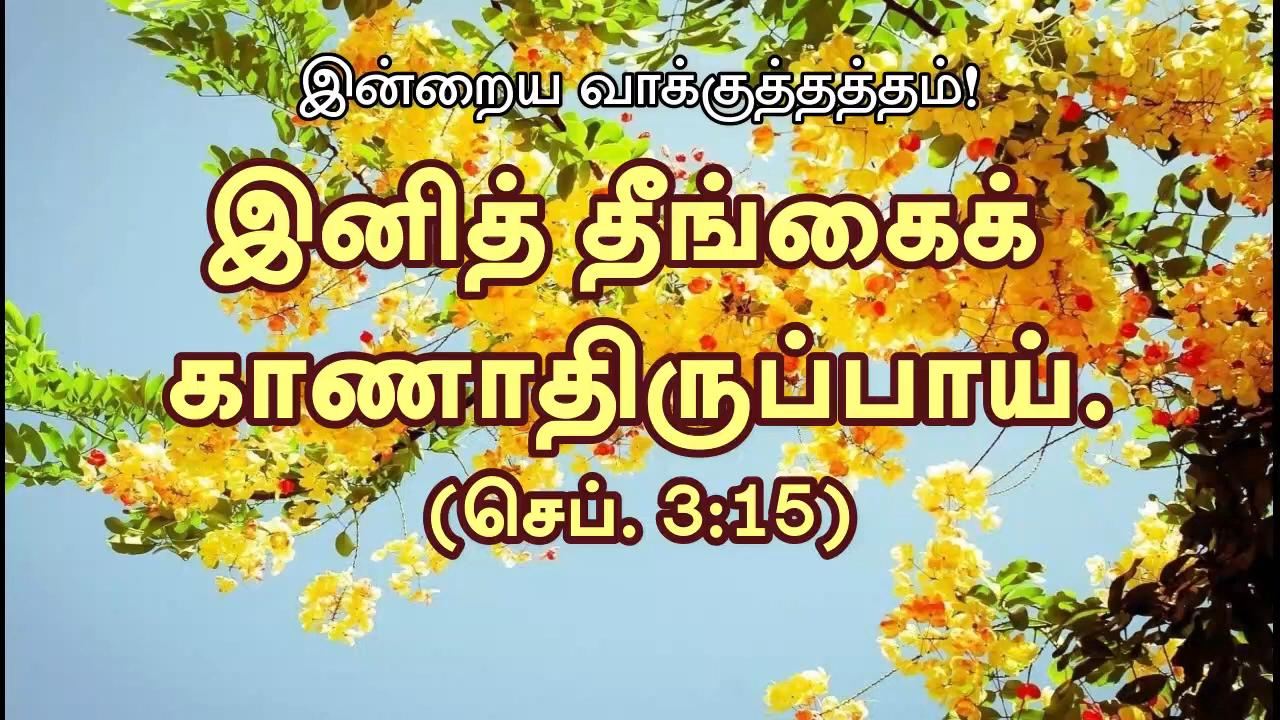 இன்றைய வாக்குத்தத்தம்!
இனித் தீங்கைக்
காணாதிருப்பாய்.
(செப். 3:15)